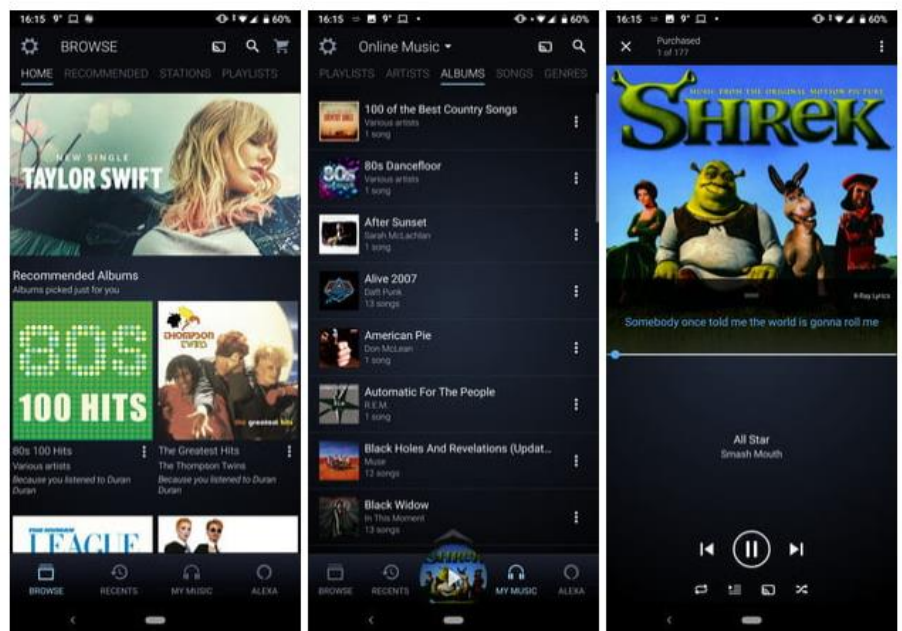 16:15 9° 60%
BROWSE
HOME RECOMMENDED STATIONS PLAYLISTS
NEW SINGLE
TAYLOR SWIFT
Recommended Albums
Albums picked just for you
80s
100 HITS
THOMPSON
TWINS
the greatest hits
80s 100 Hits
Various artists
Because you listened to Duran
Duran
The Greatest Hits
The Thompson Twins
Because you listened to Duran
Duran
LEAGUE
BROWSE RECENTS MY MUSIC ALEXA
16:15 9° 60%
Online Music
PLAYLISTS ARTISTS ALBUMS SONGS GENRES
100 of the Best Country Songs
Various artists
1 song
80s Dancefloor
Various artists
1 song
After Sunset
Sarah McLachlan
1 song
Alive 2007
Daft Punk
13 songs
American Pie
Don McLean
1 song
Automatic For The People
R.E.M.
1 song
Black Holes And Revelations (Updat...
Muse
12 songs
Black Widow
In This Moment
13 songs
SHREK
BROWSE RECENTS MY MUSIC ALEXA
16:15 9° 60%
Purchased
1 of 177
MUSIC FROM THE ORIGINAL MOTION PICTURE
SHREK
X-Ray Lyrics
Somebody once told me the world is gonna roll me
All Star
Smash Mouth